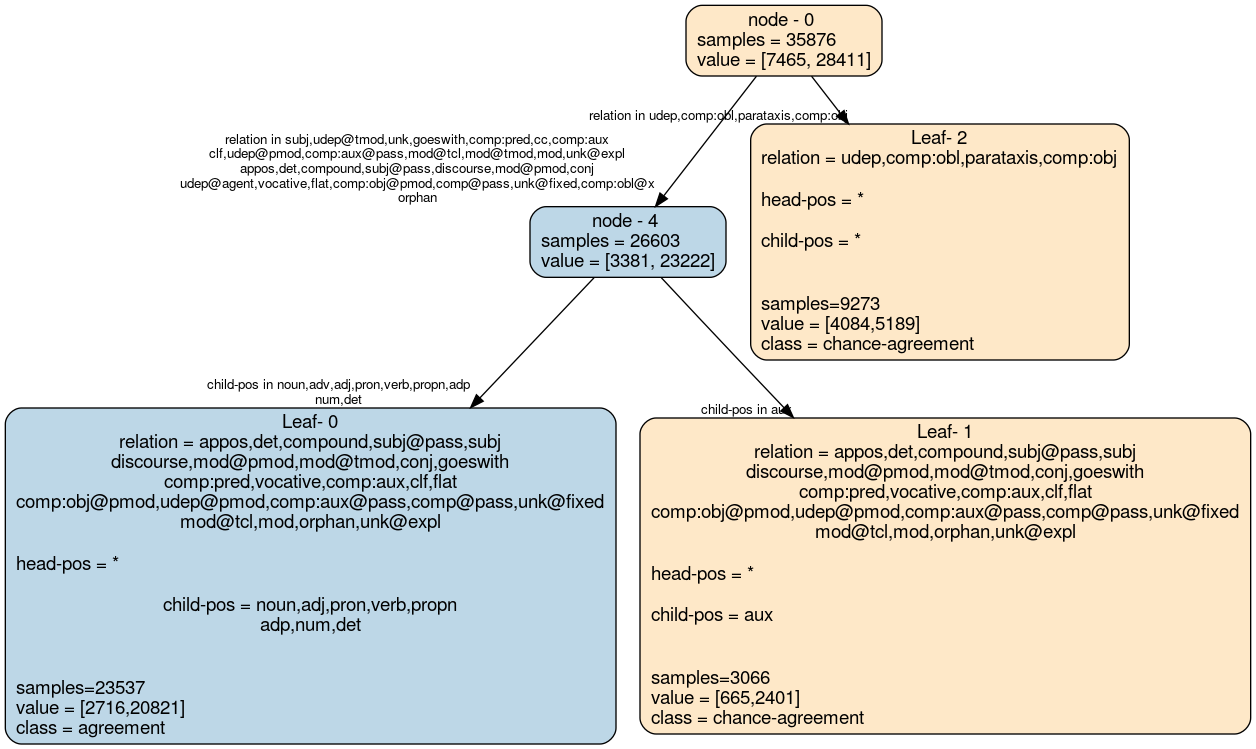 node - 0
samples = 35876
value = [7465, 28411]
relation in udep,comp:obl,parataxis,comp:obj
relation in subj,udep@tmod,unk,goeswith,comp:pred,cc,comp:aux
clf,udep@pmod,comp:aux@pass,mod@tcl,mod@tmod,mod,unk@expl
appos,det,compound,subj@pass,discourse,mod@pmod,conj
udep@agent,vocative,flat,comp:obj@pmod,comp@pass,unk@fixed,comp:obl@x
orphan
Leaf- 2
relation = udep,comp:obl,parataxis,comp:obj
head-pos = *
child-pos = *
samples=9273
value = [4084,5189]
class = chance-agreement
node - 4
samples = 26603
value = [3381, 23222]
child-pos in noun,adv,adj,pron,verb,propn,adp
num,det
child-pos in aux
Leaf- 0
relation = appos,det,compound,subj@pass,subj
discourse,mod@pmod,mod@tmod,conj,goeswith
comp:pred,vocative,comp:aux,clf,flat
comp:obj@pmod,udep@pmod,comp:aux@pass,comp@pass,unk@fixed
mod@tcl,mod,orphan,unk@expl
head-pos = *
child-pos = noun,adj,pron,verb,propn
adp,num,det
samples=23537
value = [2716,20821]
class = agreement
Leaf- 1
relation = appos,det,compound,subj@pass,subj
discourse,mod@pmod,mod@tmod,conj,goeswith
comp:pred,vocative,comp:aux,clf,flat
comp:obj@pmod,udep@pmod,comp:aux@pass,comp@pass,unk@fixed
mod@tcl,mod,orphan,unk@expl
head-pos = *
child-pos = aux
samples=3066
value = [665,2401]
class = chance-agreement